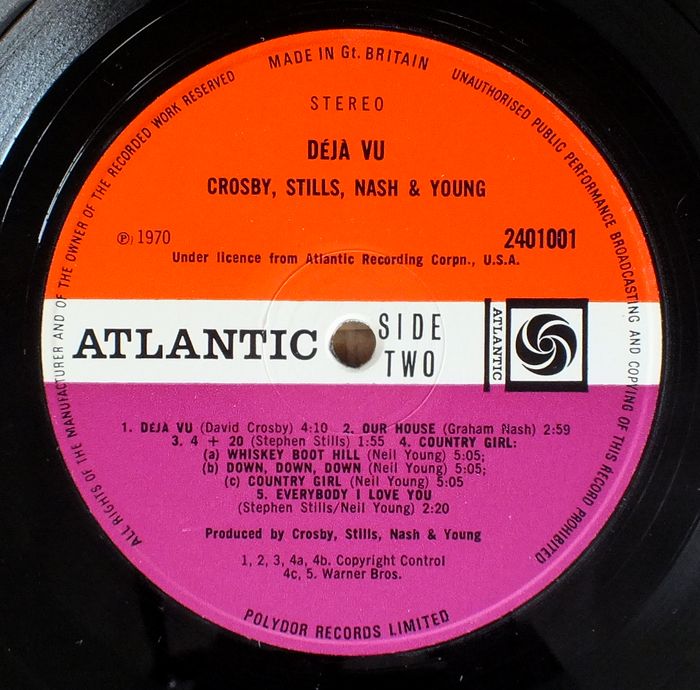 MADE IN Gt. BRITAIN
UNAUTHORISED PUBLIC PERFORMANCE BROADCASTING AND COPYING OF THIS RECORD PROHIBITED
ALL RIGHTS OF THE MANUFACTURER AND OF THE OWNER OF THE RECORDED WORK RESERVED
STEREO
DÉJÀ VU
CROSBY, STILLS, NASH & YOUNG
℗ 1970
2401001
Under licence from Atlantic Recording Corpn., U.S.A.
ATLANTIC
SIDE
TWO
ATLANTIC
1. DÉJÀ VU (David Crosby) 4:10 2. OUR HOUSE (Graham Nash) 2:59
3. 4 + 20 (Stephen Stills) 1:55 4. COUNTRY GIRL:
(a) WHISKEY BOOT HILL (Neil Young) 5:05;
(b) DOWN, DOWN, DOWN (Neil Young) 5:05;
(c) COUNTRY GIRL (Neil Young) 5:05
5. EVERYBODY I LOVE YOU
(Stephen Stills/Neil Young) 2:20
Produced by Crosby, Stills, Nash & Young
1, 2, 3, 4a, 4b. Copyright Control
4c, 5. Warner Bros.
POLYDOR RECORDS LIMITED